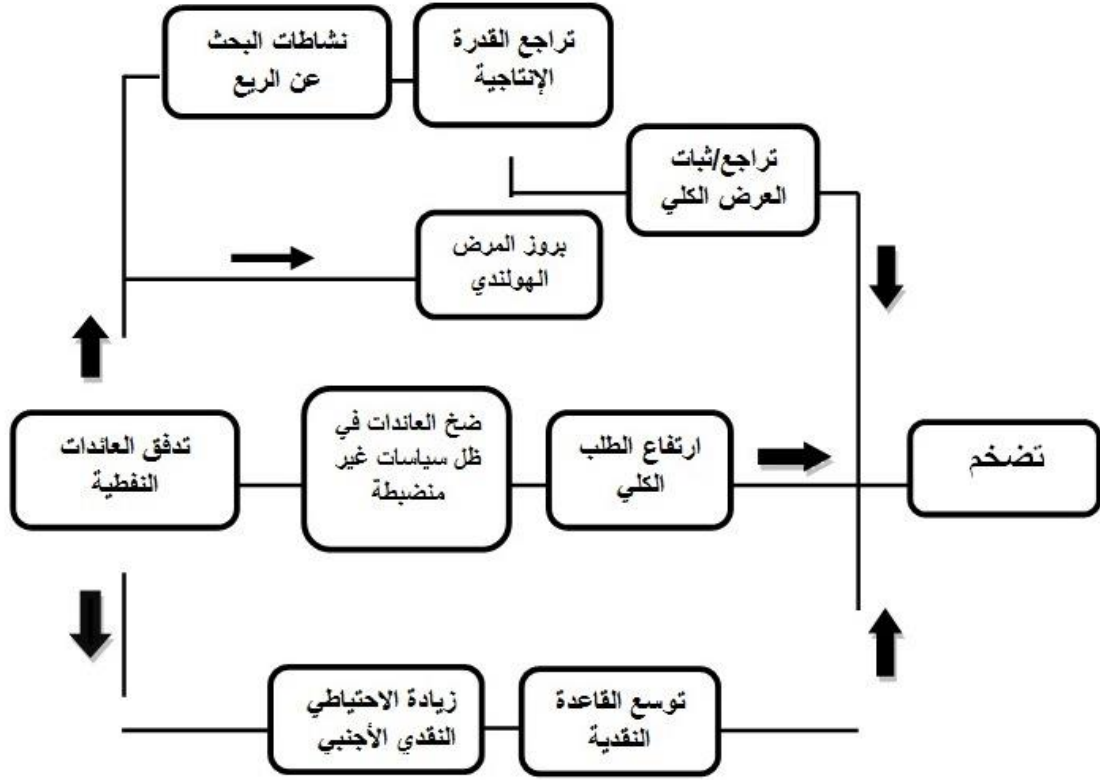 نشاطات البحث
عن الريع
تراجع القدرة
الإنتاجية
تراجع/ثبات
العرض الكلي
بروز المرض
الهولندي
تدفق العائدات
النفطية
ضخ العائدات في
ظل سياسات غير
منضبطة
ارتفاع الطلب
الكلي
تضخم
زيادة الاحتياطي
النقدي الأجنبي
توسع القاعدة
النقدية